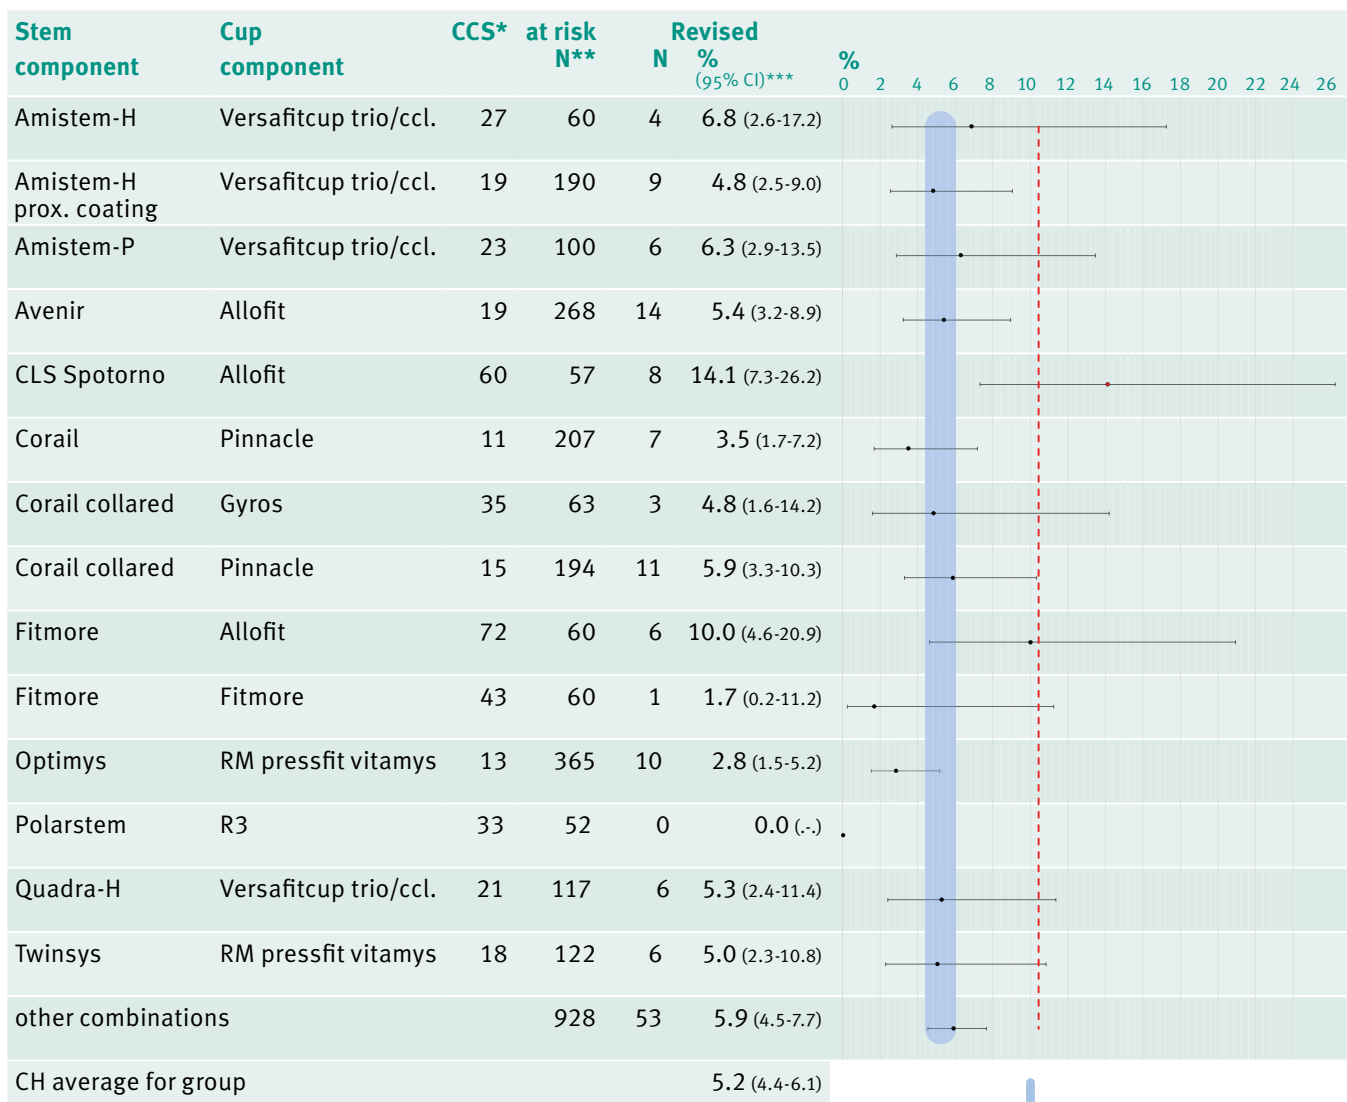 Stem component Cup component CCS* at risk N** Revised N % (95% CI)*** %
0 2 4 6 8 10 12 14 16 18 20 22 24 26
Amistem-H Versafitcup trio/ccl. 27 60 4 6.8 (2.6-17.2)
Amistem-H prox. coating Versafitcup trio/ccl. 19 190 9 4.8 (2.5-9.0)
Amistem-P Versafitcup trio/ccl. 23 100 6 6.3 (2.9-13.5)
Avenir Allofit 19 268 14 5.4 (3.2-8.9)
CLS Spotorno Allofit 60 57 8 14.1 (7.3-26.2)
Corail Pinnacle 11 207 7 3.5 (1.7-7.2)
Corail collared Gyros 35 63 3 4.8 (1.6-14.2)
Corail collared Pinnacle 15 194 11 5.9 (3.3-10.3)
Fitmore Allofit 72 60 6 10.0 (4.6-20.9)
Fitmore Fitmore 43 60 1 1.7 (0.2-11.2)
Optimys RM pressfit vitamys 13 365 10 2.8 (1.5-5.2)
Polarstem R3 33 52 0 0.0 (.-.)
Quadra-H Versafitcup trio/ccl. 21 117 6 5.3 (2.4-11.4)
Twinsys RM pressfit vitamys 18 122 6 5.0 (2.3-10.8)
other combinations 928 53 5.9 (4.5-7.7)
CH average for group 5.2 (4.4-6.1)